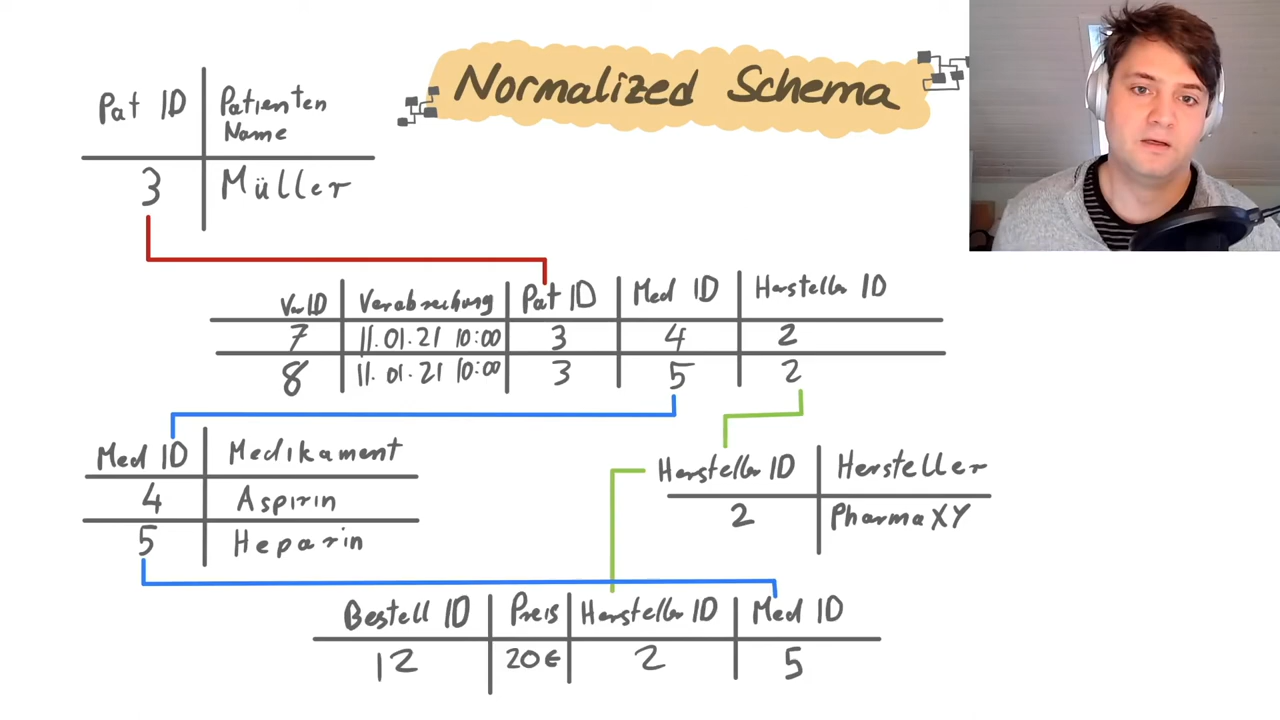 Normalized Schema
Pat ID Patienten Name
3 Müller
Ver ID Verabreichung Pat ID Med ID Hersteller ID
7 11.01.21 10:00 3 4 2
8 11.01.21 10:00 3 5 2
Med ID Medikament
4 Aspirin
5 Heparin
Hersteller ID Hersteller
2 PharmaXY
Bestell ID Preis Hersteller ID Med ID
12 20€ 2 5